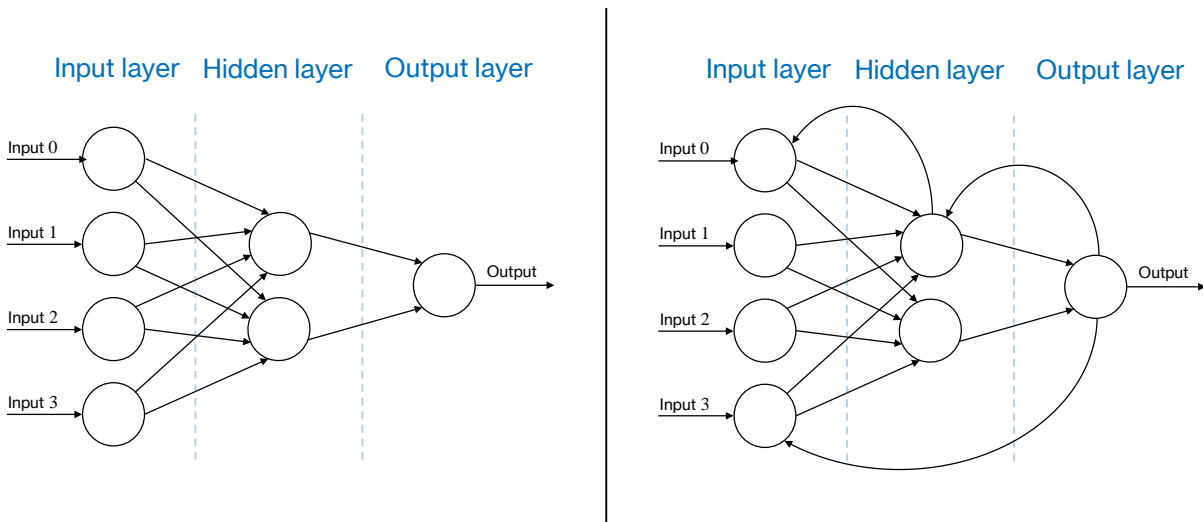 Input layer
Hidden layer
Output layer
Input 0
Input 1
Input 2
Input 3
Output
Input layer
Hidden layer
Output layer
Input 0
Input 1
Input 2
Input 3
Output